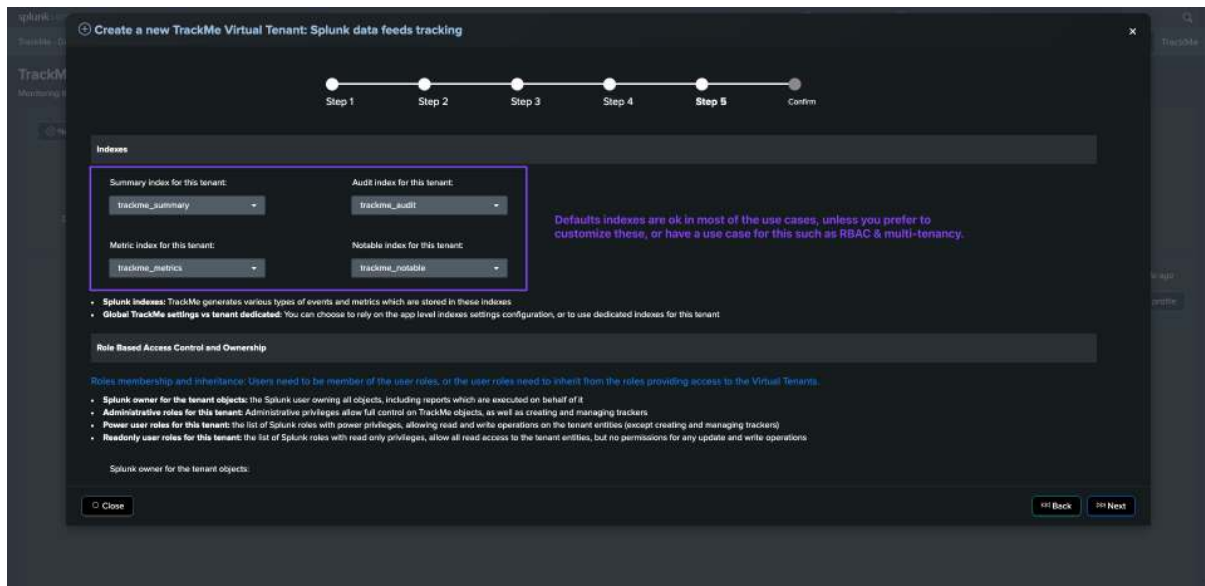 splunk
Create a new TrackMe Virtual Tenant: Splunk data feeds tracking
×
TrackMe
TrackM
Step 1
Step 2
Step 3
Step 4
Step 5
Confirm
Indexes
Summary index for this tenant:
Audit index for this tenant:
trackme_summary
trackme_audit
Defaults indexes are ok in most of the use cases, unless you prefer to
customize these, or have a use case for this such as RBAC & multi-tenancy.
Metric index for this tenant:
Notable index for this tenant:
trackme_metrics
trackme_notable
• Splunk indexes: TrackMe generates various types of events and metrics which are stored in these indexes
• Global TrackMe settings vs tenant dedicated: You can choose to rely on the app level indexes settings configuration, or to use dedicated indexes for this tenant
Role Based Access Control and Ownership
Roles membership and inheritance: Users need to be member of the user roles, or the user roles need to inherit from the roles providing access to the Virtual Tenants.
• Splunk owner for the tenant objects: the Splunk user owning all objects, including reports which are executed on behalf of it
• Administrative roles for this tenant: Administrative privileges allow full control on TrackMe objects, as well as creating and managing trackers
• Power user roles for this tenant: the list of Splunk roles with power privileges, allowing read and write operations on the tenant entities (except creating and managing trackers)
• Readonly user roles for this tenant: the list of Splunk roles with read only privileges, allow all read access to the tenant entities, but no permissions for any update and write operations
Splunk owner for the tenant objects:
Close
Back
Next